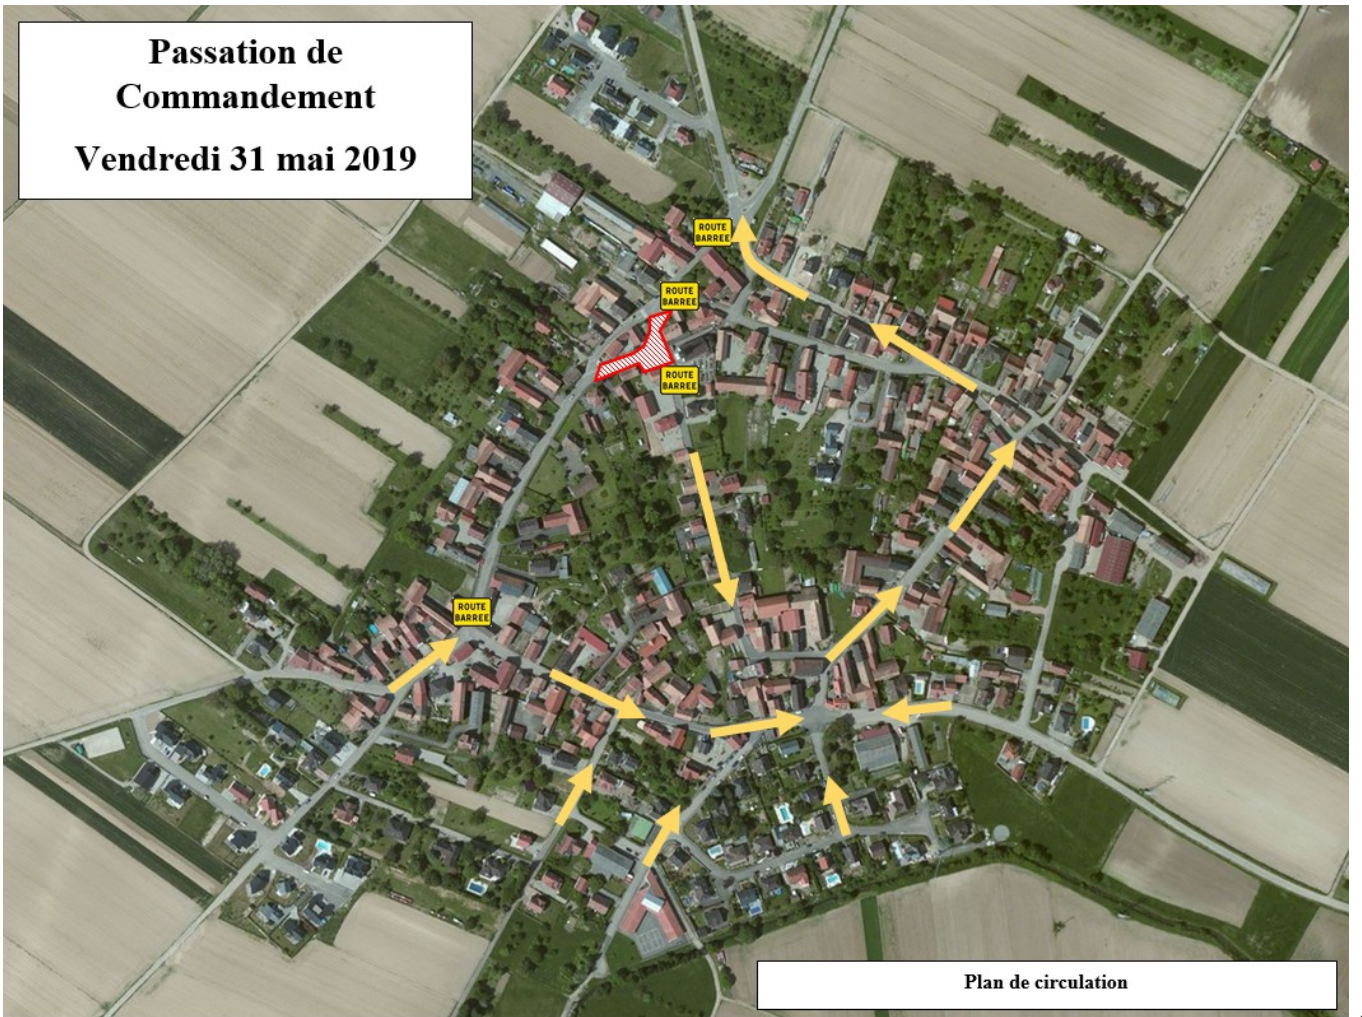 Passation de
Commandement
Vendredi 31 mai 2019
ROUTE
BARREE
ROUTE
BARREE
ROUTE
BARREE
ROUTE
BARREE
Plan de circulation